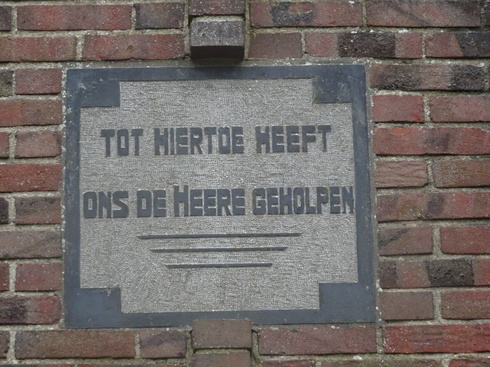 TOT HIERTOE HEEFT
ONS DE HEERE GEHOLPEN